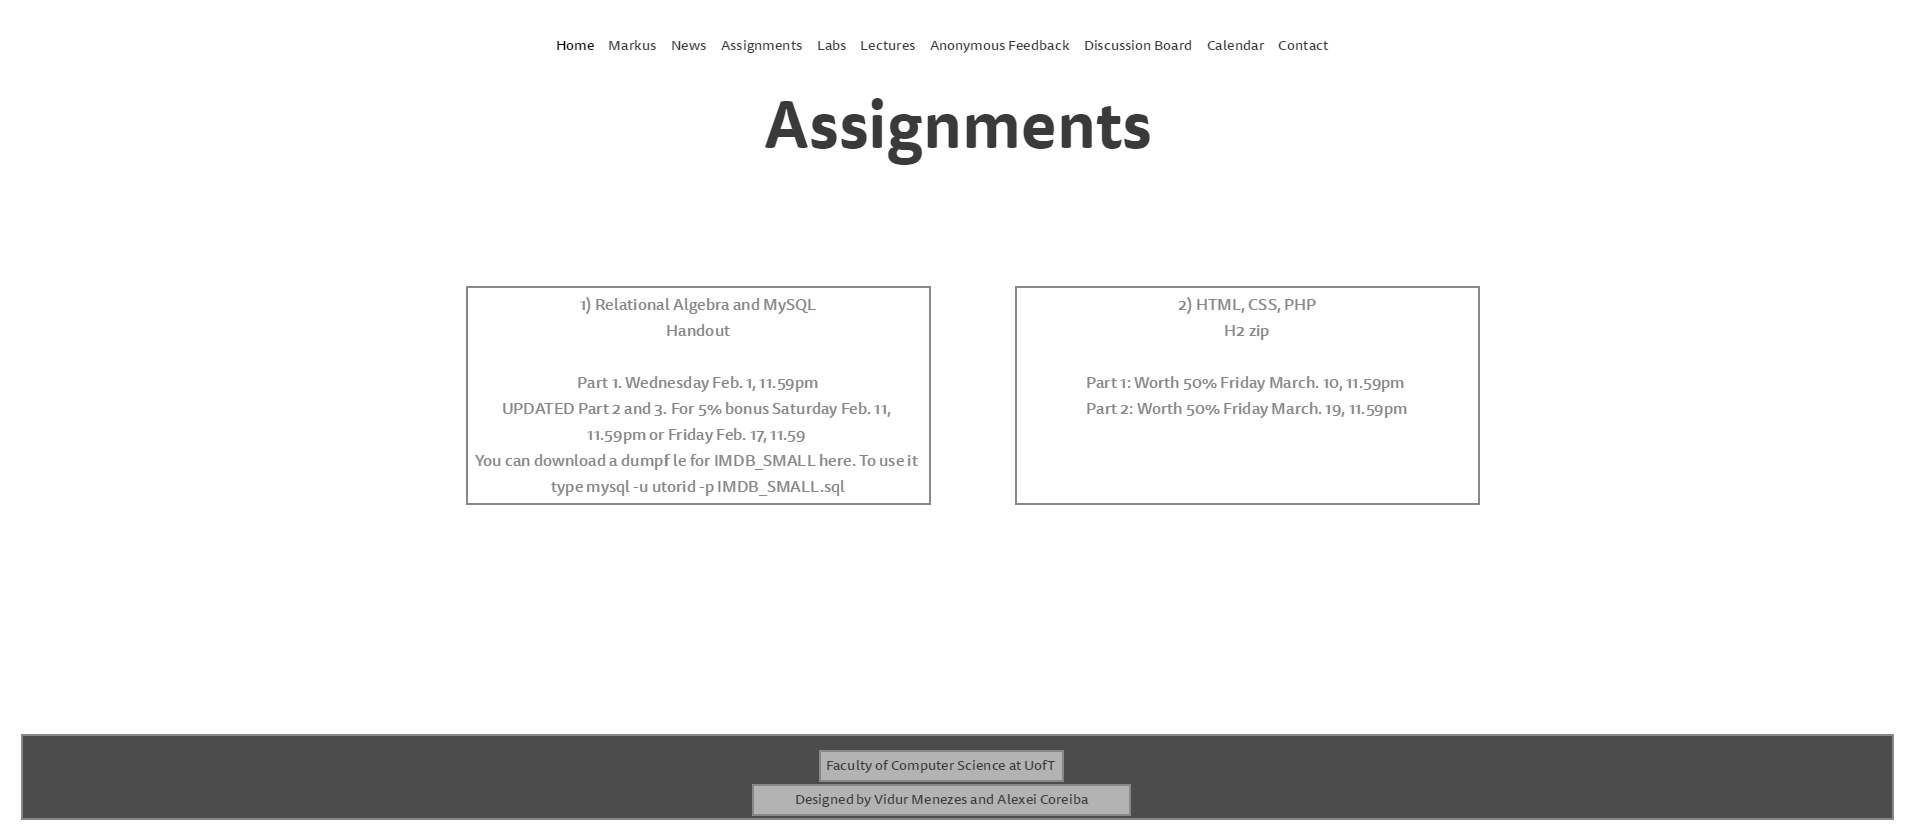 Home Markus News Assignments Labs Lectures Anonymous Feedback Discussion Board Calendar Contact
Assignments
1) Relational Algebra and MySQL
Handout
Part 1. Wednesday Feb. 1, 11.59pm
UPDATED Part 2 and 3. For 5% bonus Saturday Feb. 11,
11.59pm or Friday Feb. 17, 11.59
You can download a dumpf le for IMDB_SMALL here. To use it
type mysql -u utorid -p IMDB_SMALL.sql
2) HTML, CSS, PHP
H2 zip
Part 1: Worth 50% Friday March. 10, 11.59pm
Part 2: Worth 50% Friday March. 19, 11.59pm
Faculty of Computer Science at UofT
Designed by Vidur Menezes and Alexei Coreiba